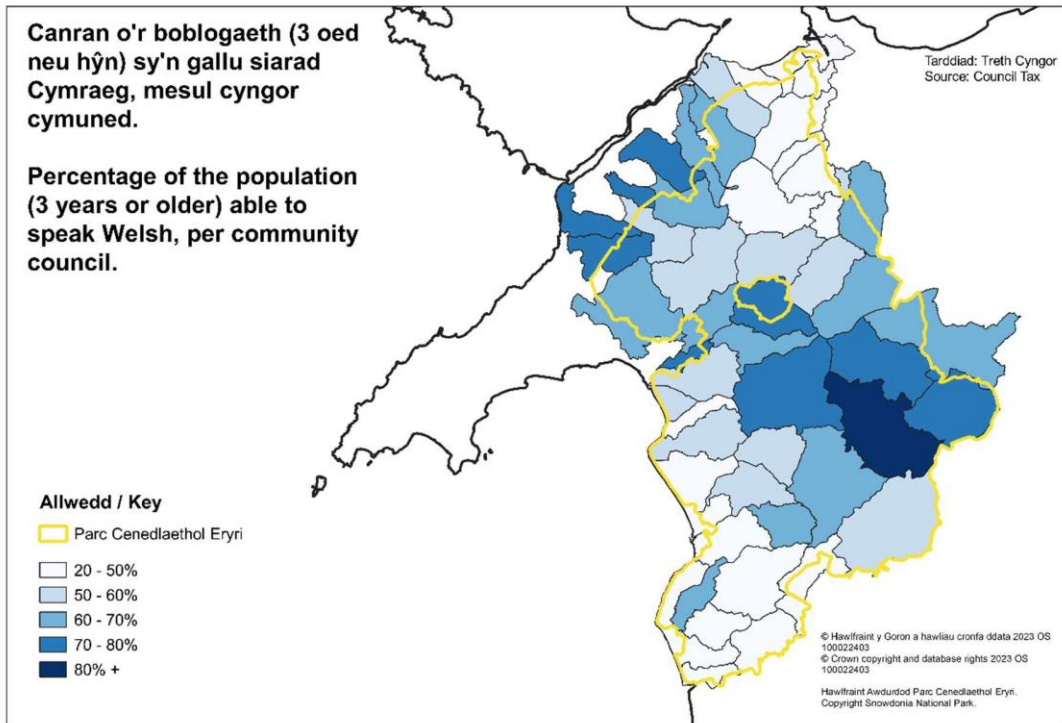 Canran o'r boblogaeth (3 oed
neu hŷn) sy'n gallu siarad
Cymraeg, mesul cyngor
cymuned.
Percentage of the population
(3 years or older) able to
speak Welsh, per community
council.
Tarddiad: Treth Cyngor
Source: Council Tax
Allwedd / Key
Parc Cenedlaethol Eryri
20 - 50%
50 - 60%
60 - 70%
70 - 80%
80% +
© Hawlfraint y Goron a hawliau cronfa ddata 2023 OS
100022403
© Crown copyright and database rights 2023 OS
100022403
Hawlfraint Awdurdod Parc Cenedlaethol Eryri.
Copyright Snowdonia National Park.